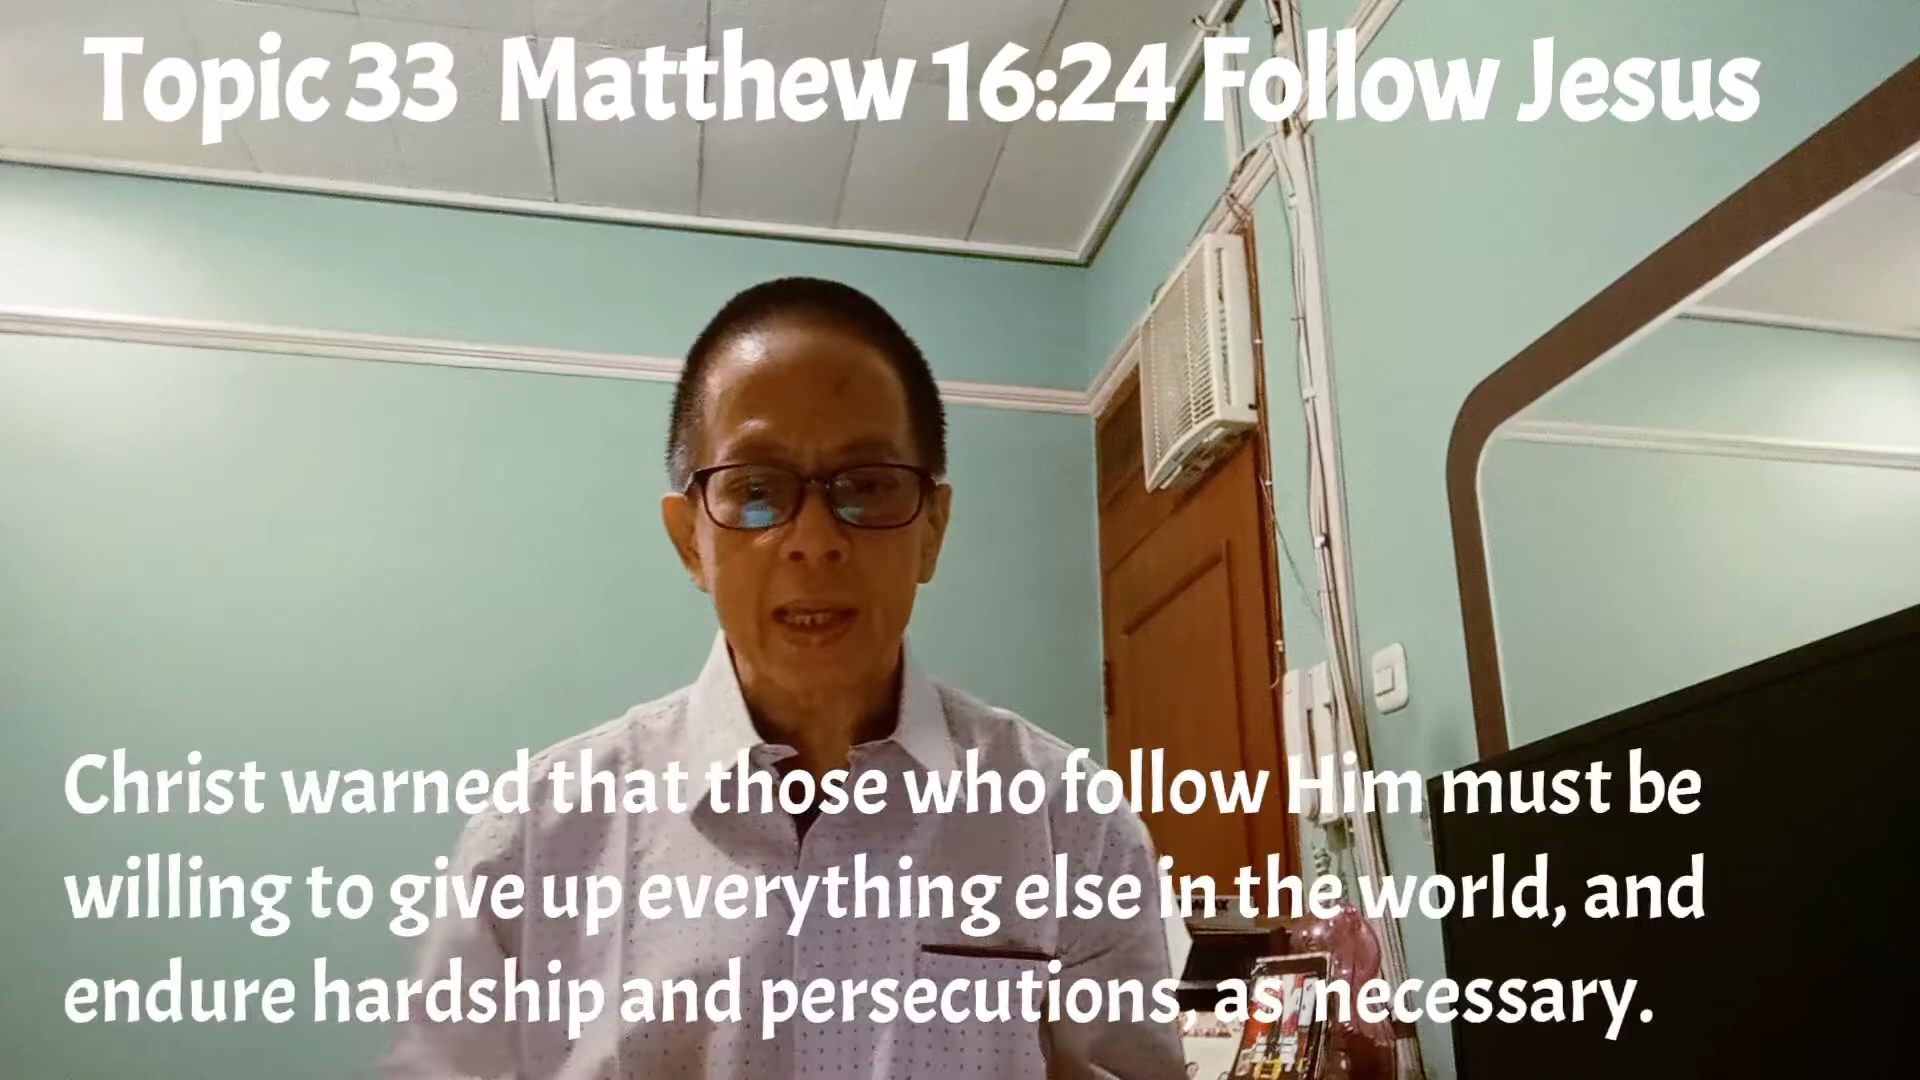 Topic 33 Matthew 16:24 Follow Jesus
Christ warned that those who follow Him must be
willing to give up everything else in the world, and
endure hardship and persecutions, as necessary.